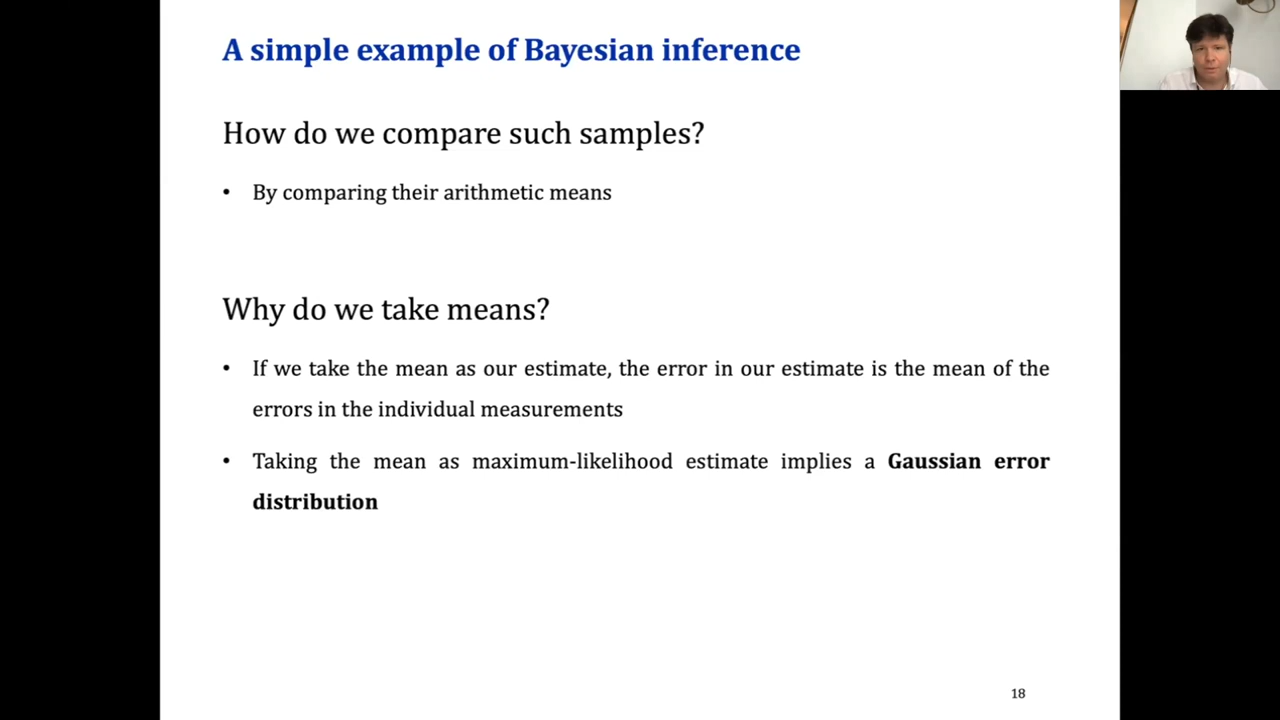 A simple example of Bayesian inference
How do we compare such samples?
• By comparing their arithmetic means
Why do we take means?
• If we take the mean as our estimate, the error in our estimate is the mean of the
errors in the individual measurements
• Taking the mean as maximum-likelihood estimate implies a Gaussian error
distribution
18